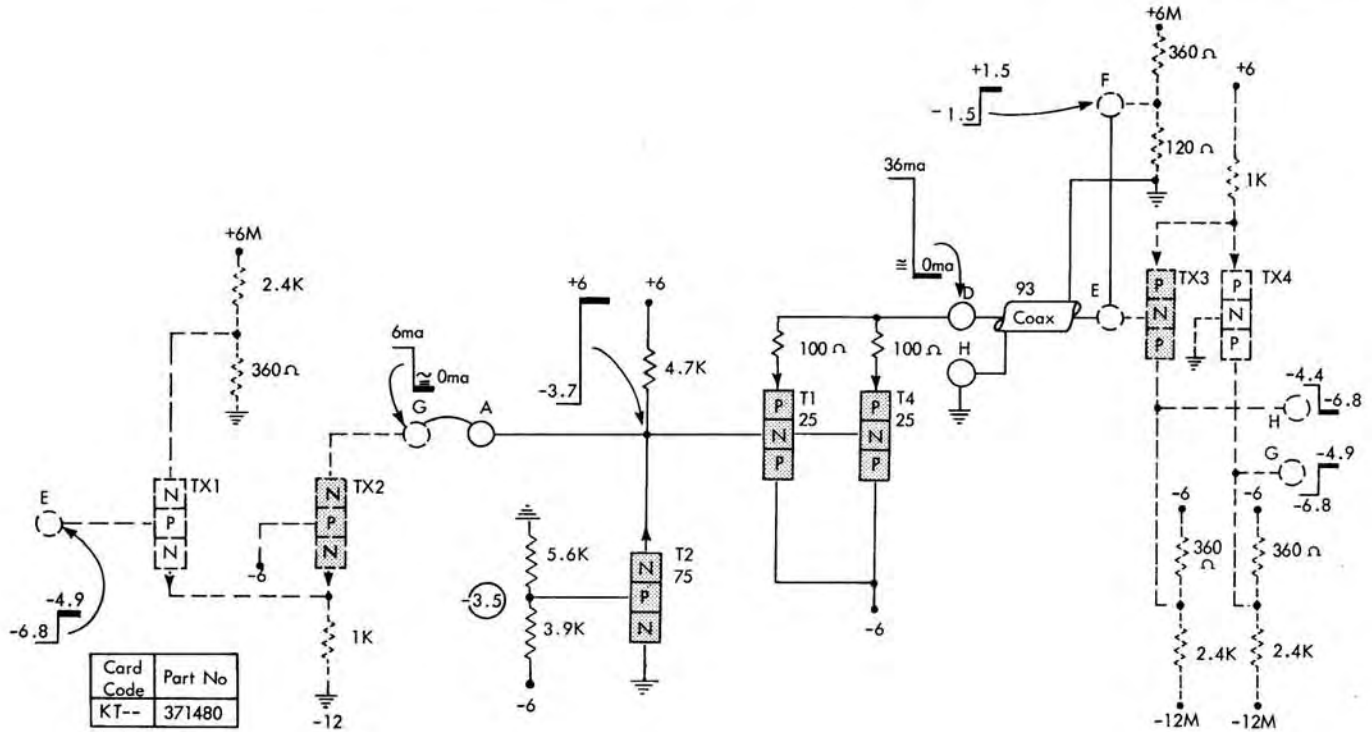 +6M
360 Ω
+1.5
F
+6
-1.5
120 Ω
36ma
1K
+6M
≅ 0ma
2.4K
+6
+6
D
93
E
TX3
P
N
P
TX4
P
N
P
Coax
6ma
360 Ω
≅ 0ma
4.7K
100 Ω
100 Ω
H
-3.7
T1
25
P
N
P
T4
25
P
N
P
-4.4
-6.8
H
G
A
-4.9
G
-6.8
E
TX1
N
P
N
TX2
N
P
N
-6
-6
-6
5.6K
T2
75
N
P
N
360
Ω
360 Ω
-4.9
-3.5
-6
-6.8
3.9K
1K
2.4K
2.4K
Card Code
Part No
KT--
371480
-12
-6
-12M
-12M